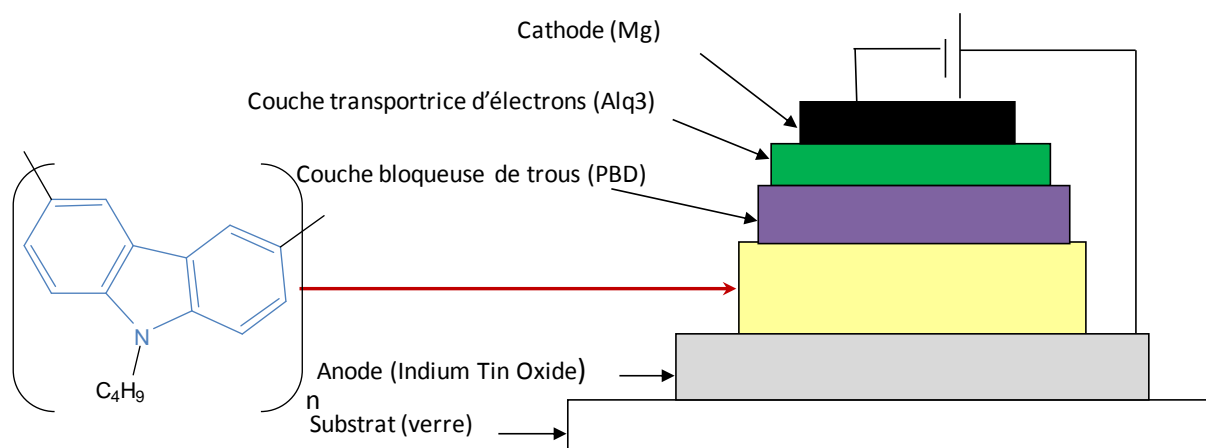 Cathode (Mg)
Couche transportrice d'électrons (Alq3)
Couche bloqueuse de trous (PBD)
N
C4H9
n
Anode (Indium Tin Oxide)
Substrat (verre)